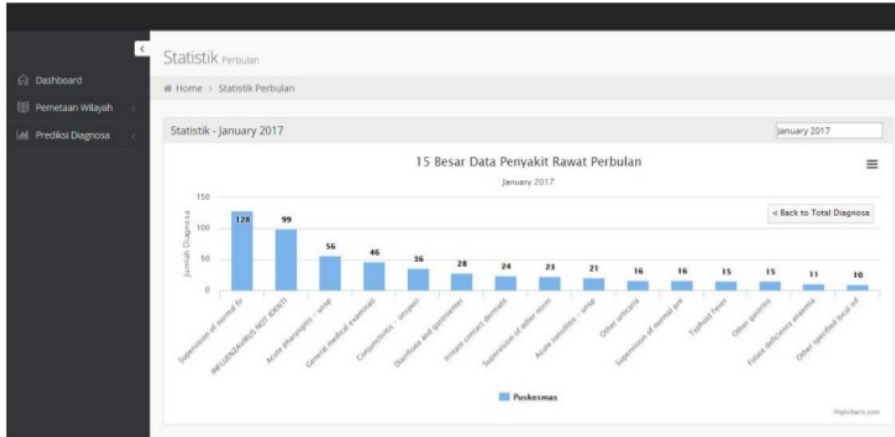 Statistik Perbulan
Dashboard
Home > Statistik Perbulan
Pemetaan Wilayah
Prediksi Diagnosa
Statistik - January 2017
January 2017
15 Besar Data Penyakit Rawat Perbulan
January 2017
< Back to Total Diagnosa
Jumlah Diagnosa
150
100
50
0
128
99
56
46
36
28
24
23
21
16
16
15
15
11
10
Supervision of normal fir
INFLUENZAVIRUS NOT IDENTI
Acute pharyngitis - unsp
General medical examinati
Conjunctivitis - unspeci
Diarrhoea and gastroenter
Irritant contact dermatit
Supervision of other norm
Acute tonsillitis - unsp
Other urticaria
Supervision of normal pre
Typhoid Fever
Other gastritis
Folate deficiency anaemia
Other specified local inf
Puskesmas
Highcharts.com